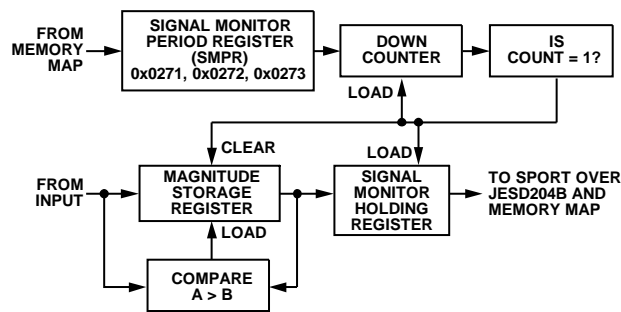 FROM
MEMORY
MAP
SIGNAL MONITOR
PERIOD REGISTER
(SMPR)
0x0271, 0x0272, 0x0273
DOWN
COUNTER
IS
COUNT = 1?
LOAD
CLEAR
LOAD
FROM
INPUT
MAGNITUDE
STORAGE
REGISTER
SIGNAL
MONITOR
HOLDING
REGISTER
TO SPORT OVER
JESD204B AND
MEMORY MAP
LOAD
COMPARE
A > B